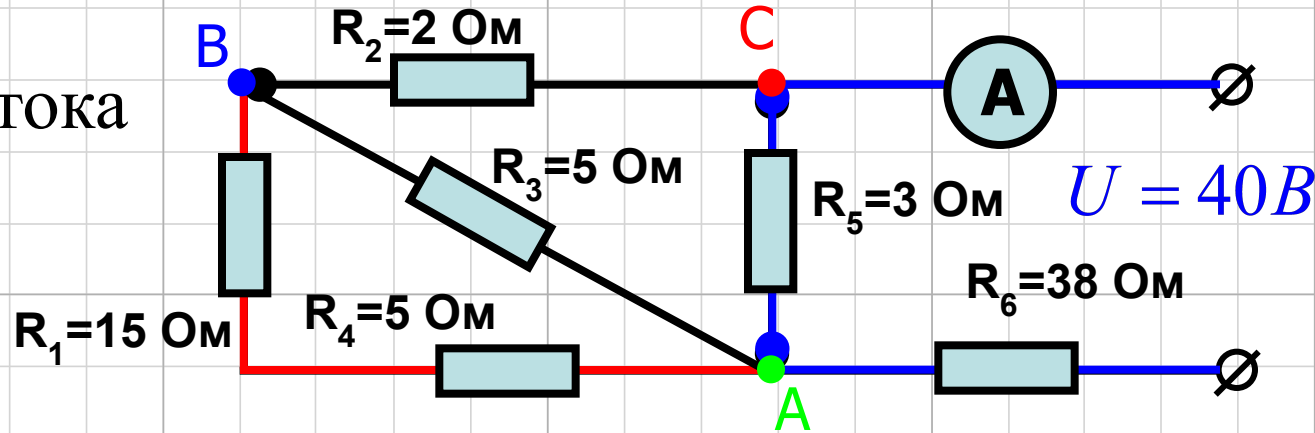 B
R2=2 Ом
C
тока
A
R3=5 Ом
R5=3 Ом
U = 40В
R6=38 Ом
R1=15 Ом
R4=5 Ом
A